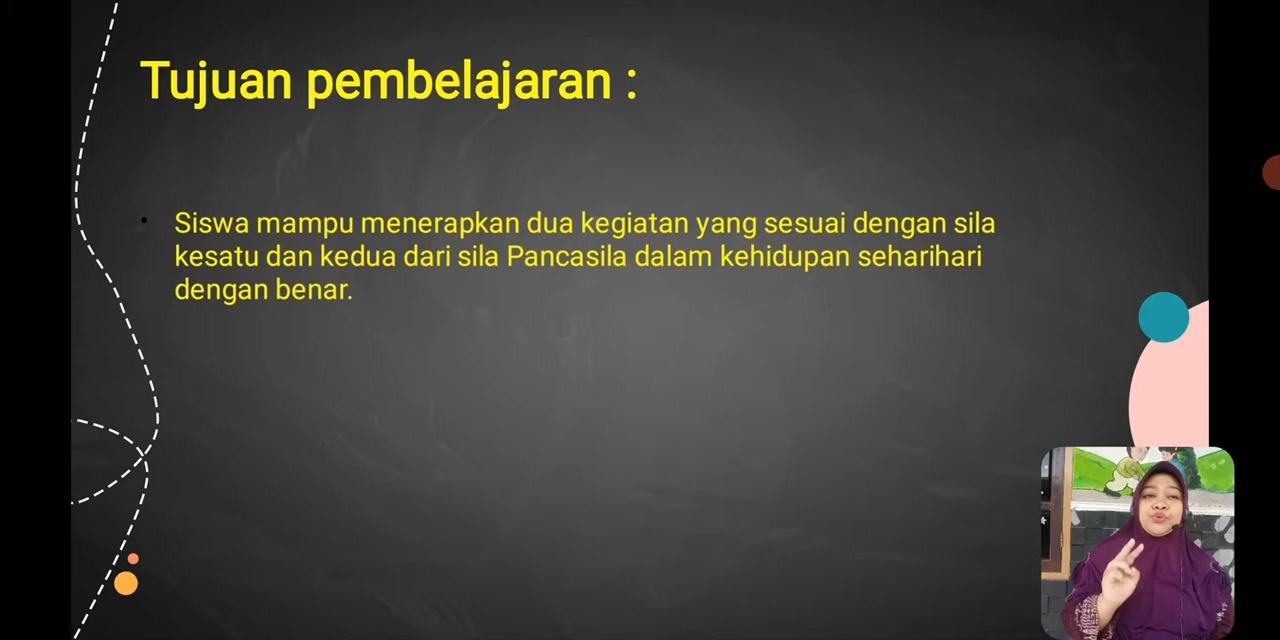 Tujuan pembelajaran :
• Siswa mampu menerapkan dua kegiatan yang sesuai dengan sila
kesatu dan kedua dari sila Pancasila dalam kehidupan seharihari
dengan benar.